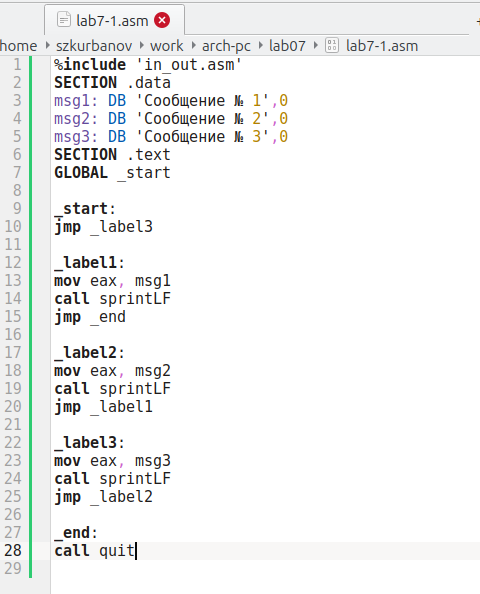 lab7-1.asm
home szkurbanov work arch-pc lab07 lab7-1.asm
1 %include 'in_out.asm'
2 SECTION .data
3 msg1: DB 'Сообщение № 1',0
4 msg2: DB 'Сообщение № 2',0
5 msg3: DB 'Сообщение № 3',0
6 SECTION .text
7 GLOBAL _start
8
9 _start:
10 jmp _label3
11
12 _label1:
13 mov eax, msg1
14 call sprintLF
15 jmp _end
16
17 _label2:
18 mov eax, msg2
19 call sprintLF
20 jmp _label1
21
22 _label3:
23 mov eax, msg3
24 call sprintLF
25 jmp _label2
26
27 _end:
28 call quit
29